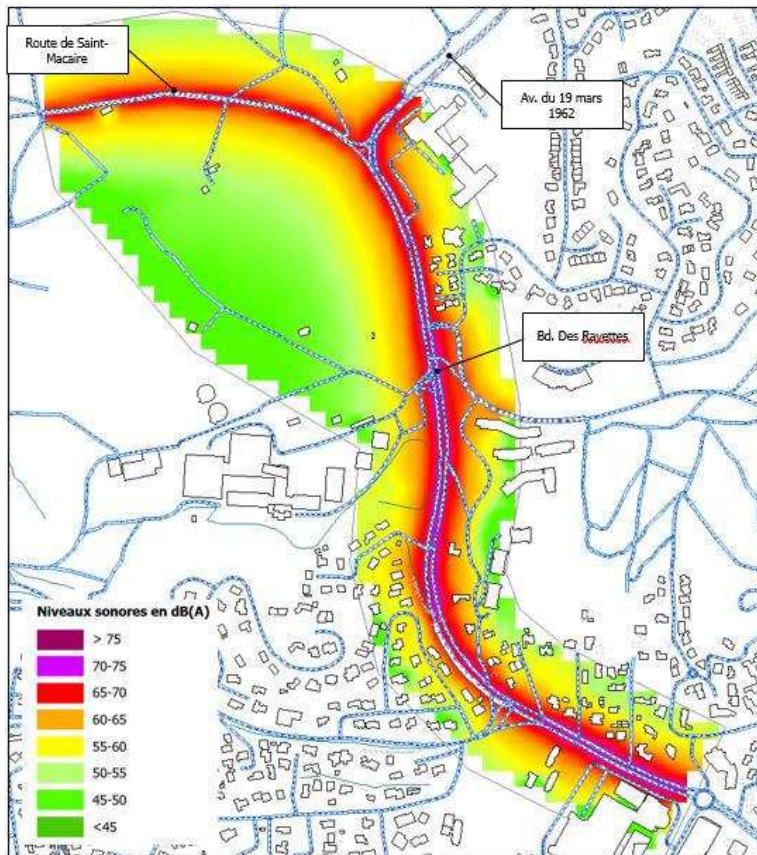 Route de Saint-
Macaire
Av. du 19 mars
1962
Bd. Des Rayettes
Niveaux sonores en dB(A)
> 75
70-75
65-70
60-65
55-60
50-55
45-50
<45